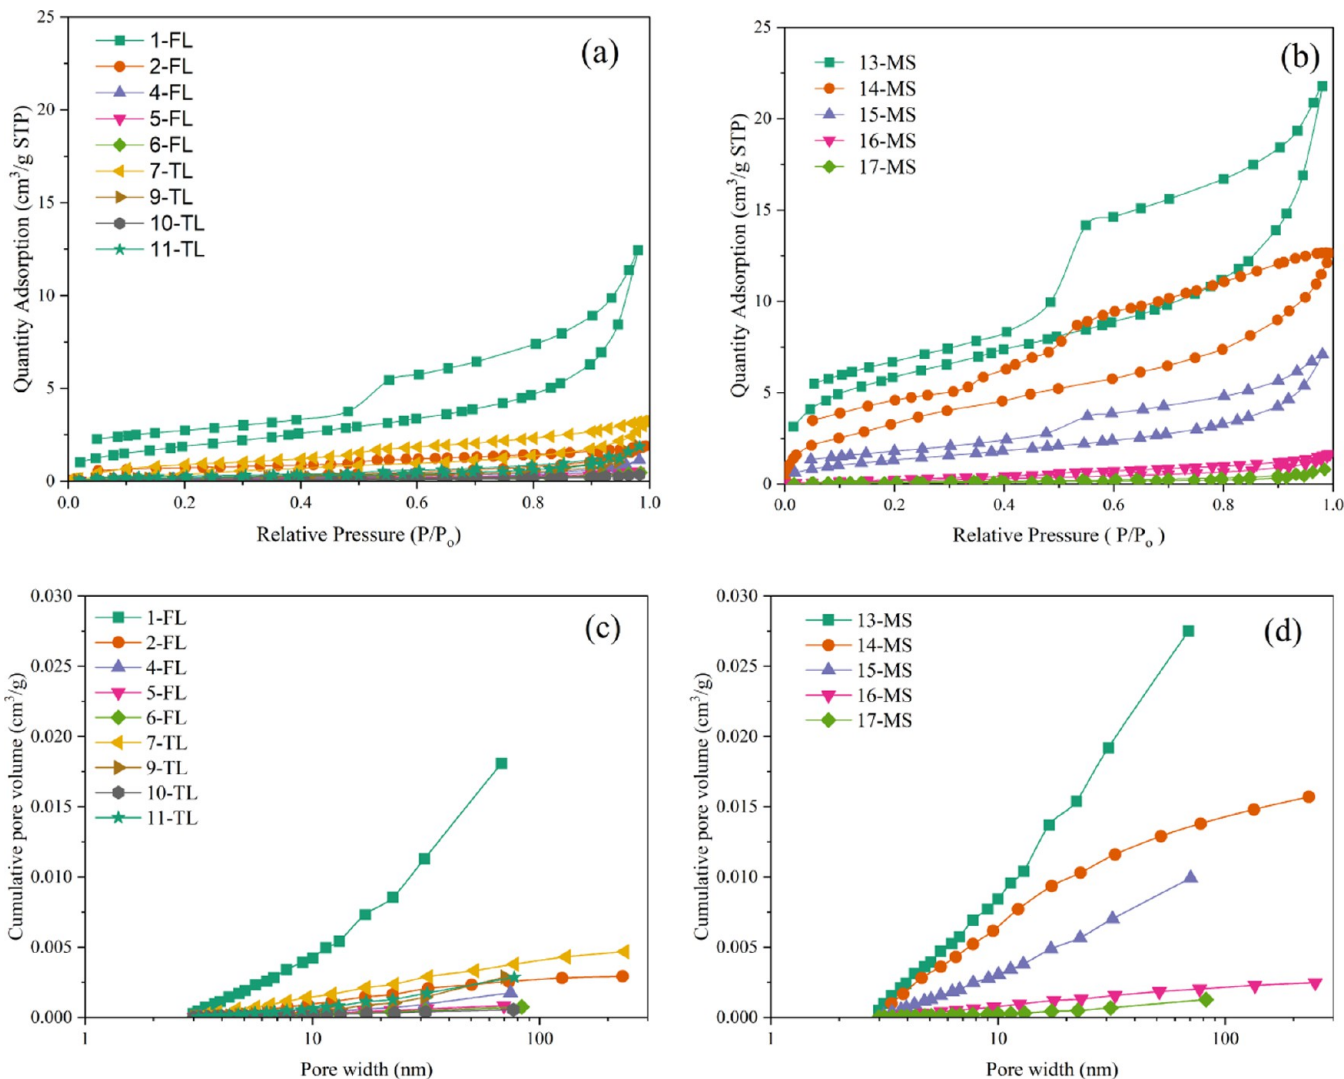 25
20
15
10
5
0
Quantity Adsorption (cm³/g STP)
1-FL
2-FL
4-FL
5-FL
6-FL
7-TL
9-TL
10-TL
11-TL
(a)
0.0 0.2 0.4 0.6 0.8 1.0
Relative Pressure (P/Pₒ)
25
20
15
10
5
0
Quantity Adsorption (cm³/g STP)
13-MS
14-MS
15-MS
16-MS
17-MS
(b)
0.0 0.2 0.4 0.6 0.8 1.0
Relative Pressure ( P/Pₒ )
0.030
0.025
0.020
0.015
0.010
0.005
0.000
Cumulative pore volume (cm³/g)
1-FL
2-FL
4-FL
5-FL
6-FL
7-TL
9-TL
10-TL
11-TL
(c)
1 10 100
Pore width (nm)
0.030
0.025
0.020
0.015
0.010
0.005
0.000
Cumulative pore volume (cm³/g)
13-MS
14-MS
15-MS
16-MS
17-MS
(d)
1 10 100
Pore width (nm)